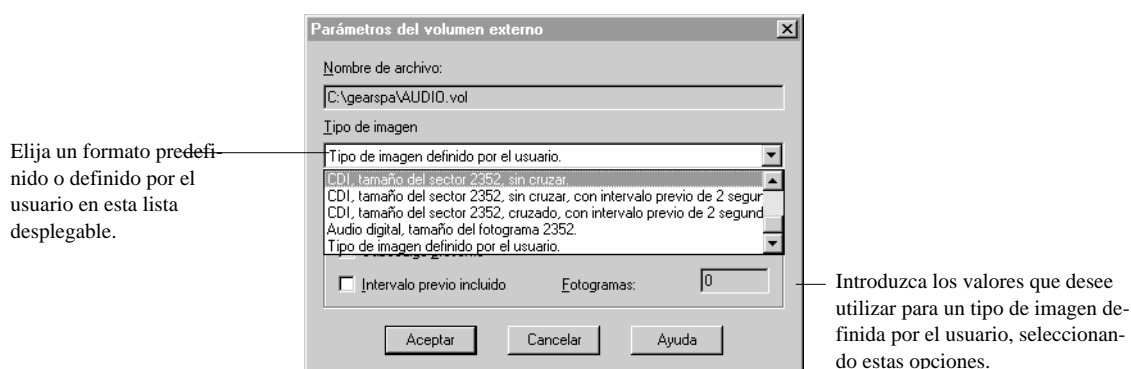 Parámetros del volumen externo
Nombre de archivo:
C:\gearspa\AUDIO.vol
Tipo de imagen
Tipo de imagen definido por el usuario.
CDI, tamaño del sector 2352, sin cruzar.
CDI, tamaño del sector 2352, sin cruzar, con intervalo previo de 2 segur
CDI, tamaño del sector 2352, cruzado, con intervalo previo de 2 segund
Audio digital, tamaño del fotograma 2352.
Tipo de imagen definido por el usuario.
Intervalo previo incluido
Fotogramas:
0
Aceptar
Cancelar
Ayuda
Elija un formato predefi-
nido o definido por el
usuario en esta lista
desplegable.
Introduzca los valores que desee
utilizar para un tipo de imagen de-
finida por el usuario, seleccionan-
do estas opciones.